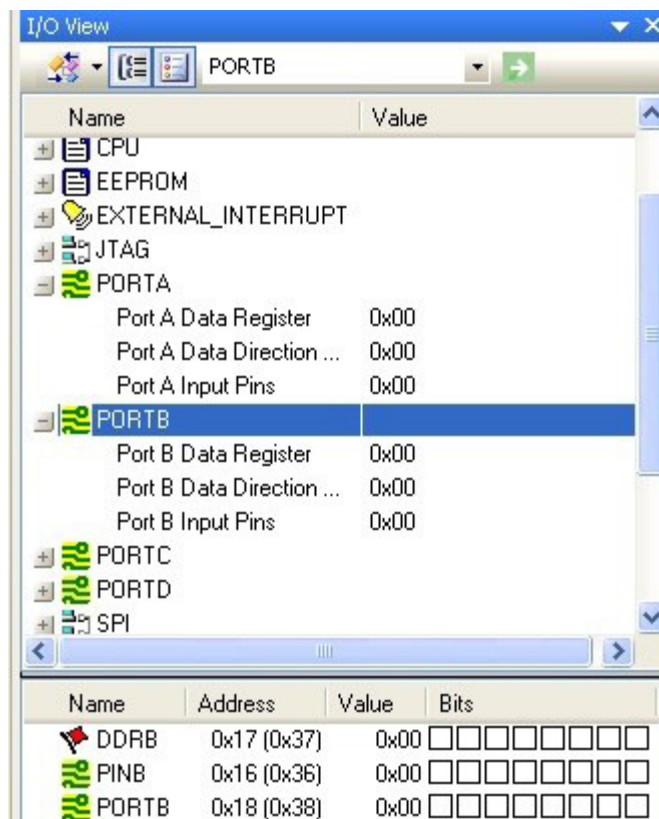 I/O View
PORTB
Name Value
CPU
EEPROM
EXTERNAL_INTERRUPT
JTAG
PORTA
Port A Data Register 0x00
Port A Data Direction ... 0x00
Port A Input Pins 0x00
PORTB
Port B Data Register 0x00
Port B Data Direction ... 0x00
Port B Input Pins 0x00
PORTC
PORTD
SPI
Name Address Value Bits
DDRB 0x17 (0x37) 0x00
PINB 0x16 (0x36) 0x00
PORTB 0x18 (0x38) 0x00